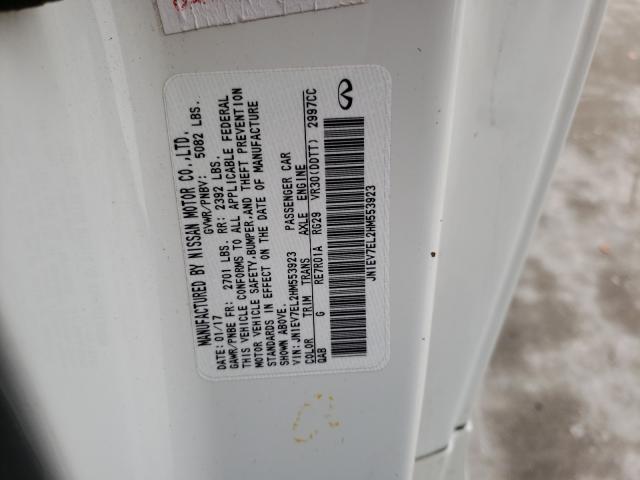 MANUFACTURED BY NISSAN MOTOR CO.,LTD.
DATE: 01/17 GVWR/PNBV: 5082 LBS.
GAWR/PNBE FR: 2701 LBS. RR: 2392 LBS.
THIS VEHICLE CONFORMS TO ALL APPLICABLE FEDERAL
MOTOR VEHICLE SAFETY,BUMPER,AND THEFT PREVENTION
STANDARDS IN EFFECT ON THE DATE OF MANUFACTURE
SHOWN ABOVE.
VIN: JN1EV7EL2HM553923 PASSENGER CAR
COLOR TRIM TRANS AXLE ENGINE
QAB G RE7R01A RG29 VR30(DDTT) 2997CC
JN1EV7EL2HM553923